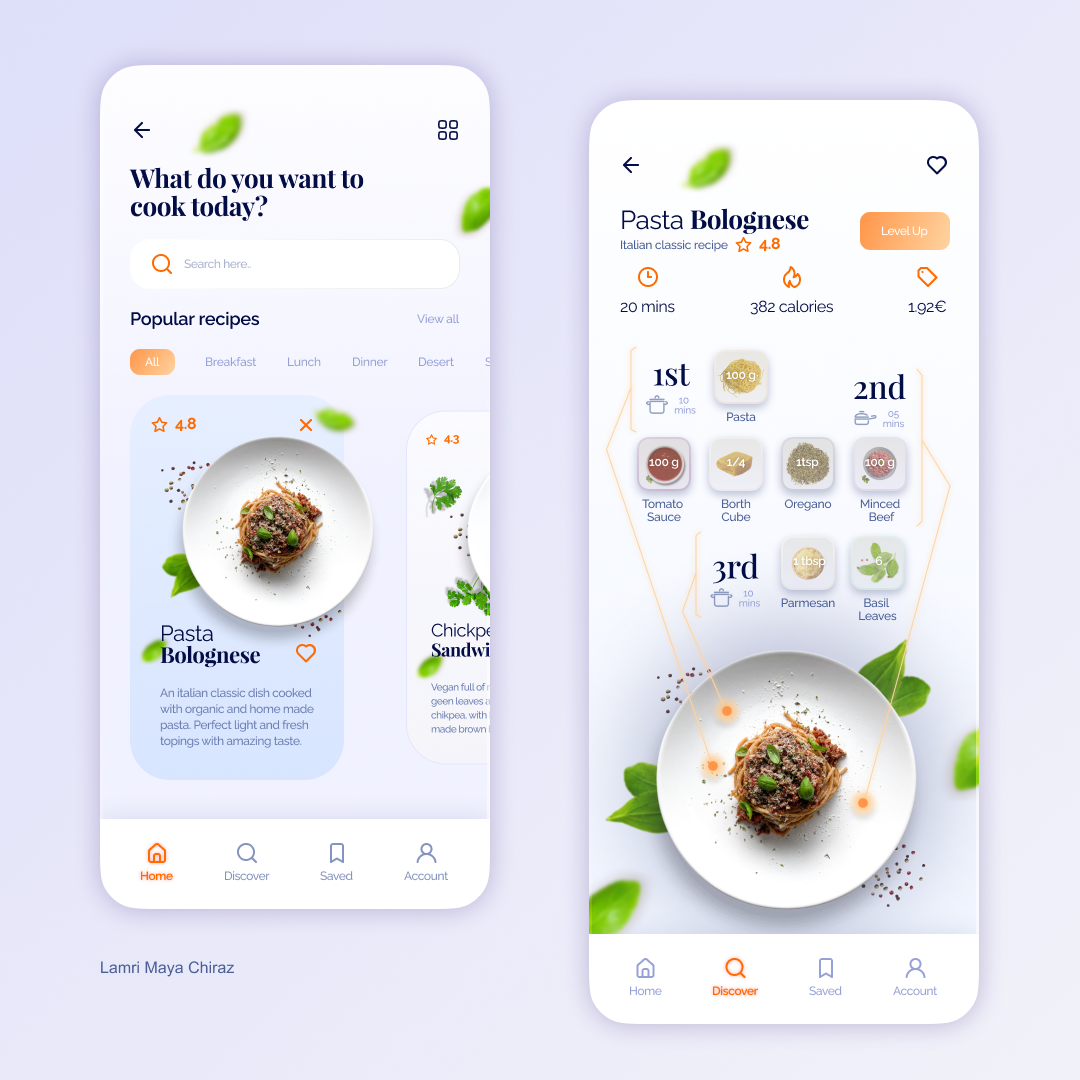 What do you want to
cook today?
Search here..
Popular recipes
View all
All
Breakfast
Lunch
Dinner
Desert
S
4.8
Pasta
Bolognese
An italian classic dish cooked
with organic and home made
pasta. Perfect light and fresh
topings with amazing taste.
4.3
Chickpe
Sandwi
Vegan full of
geen leaves a
chikpea, with
made brown
Home
Discover
Saved
Account
Lamri Maya Chiraz
Pasta Bolognese
Italian classic recipe
4.8
Level Up
20 mins
382 calories
1.92€
1st
10
mins
100 g
Pasta
2nd
05
mins
100 g
Tomato
Sauce
1/4
Borth
Cube
1tsp
Oregano
100 g
Minced
Beef
3rd
10
mins
1 tbsp
Parmesan
6
Basil
Leaves
Home
Discover
Saved
Account